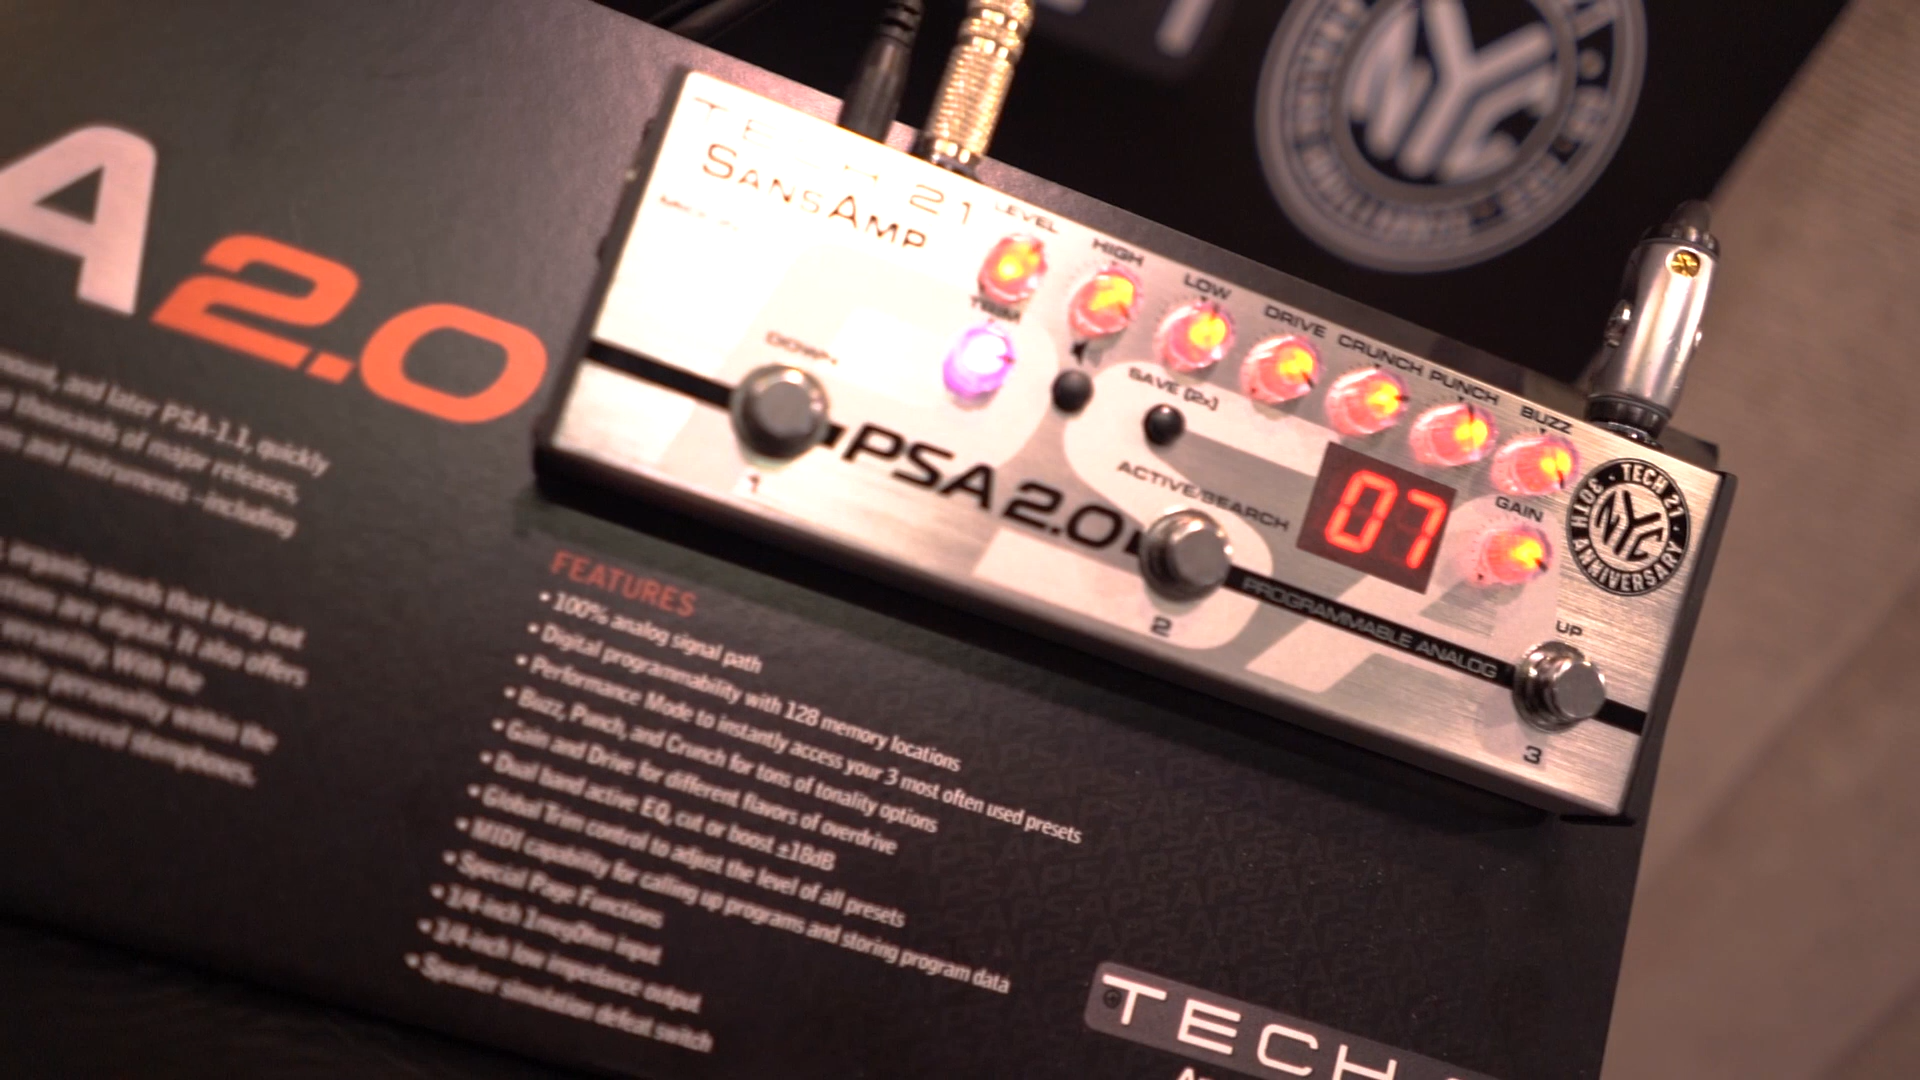 NYC
TECH 21
SANSAMP
LEVEL
HIGH
LOW
DRIVE
CRUNCH
PUNCH
BUZZ
TRIM
DOWN
SAVE (2x)
ACTIVE/SEARCH
07
GAIN
TECH 21 · NYC
30TH ANNIVERSARY
PSA 2.0
PROGRAMMABLE ANALOG
UP
1
2
3
A 2.0
and later PSA-1.1, quickly
thousands of major releases,
and instruments –including
organic sounds that bring out
are digital. It also offers
versatility. With the
personality within the
of revered stompboxes.
FEATURES
• 100% analog signal path
• Digital programmability with 128 memory locations
• Performance Mode to instantly access your 3 most often used presets
• Buzz, Punch, and Crunch for tons of tonality options
• Gain and Drive for different flavors of overdrive
• Dual band active EQ, cut or boost ±18dB
• Global Trim control to adjust the level of all presets
• MIDI capability for calling up programs and storing program data
• Special Page Functions
• 1/4-inch 1megOhm input
• 1/4-inch low impedance output
• Speaker simulation defeat switch
TECH